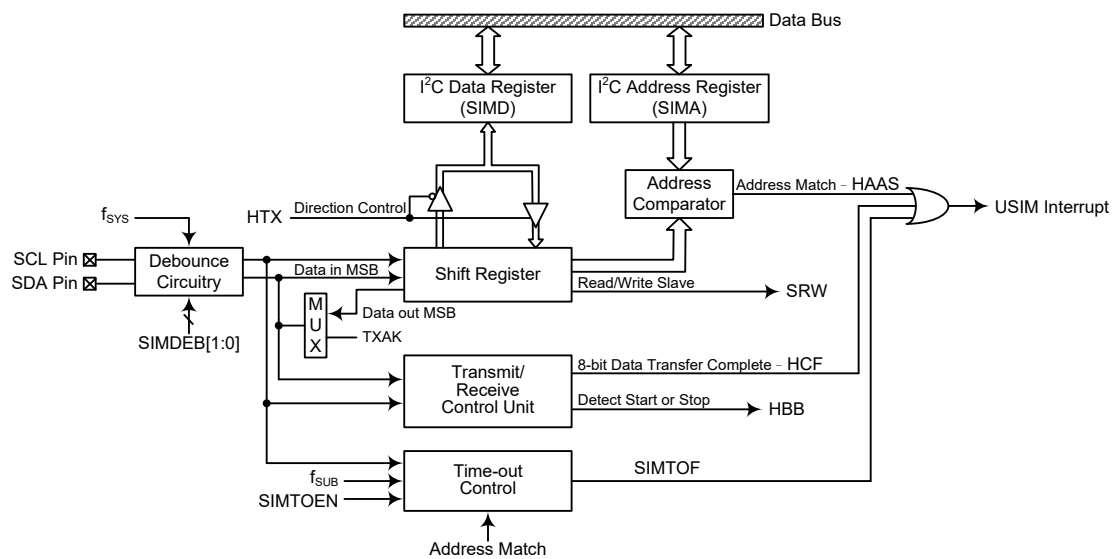 Data Bus
I²C Data Register
(SIMD)
I²C Address Register
(SIMA)
Address
Comparator
Address Match - HAAS
HTX
Direction Control
USIM Interrupt
fSYS
SCL Pin
SDA Pin
Debounce
Circuitry
Data in MSB
Shift Register
Read/Write Slave
SRW
SIMDEB[1:0]
M
U
X
Data out MSB
TXAK
Transmit/
Receive
Control Unit
8-bit Data Transfer Complete - HCF
Detect Start or Stop
HBB
Time-out
Control
SIMTOF
fSUB
SIMTOEN
Address Match